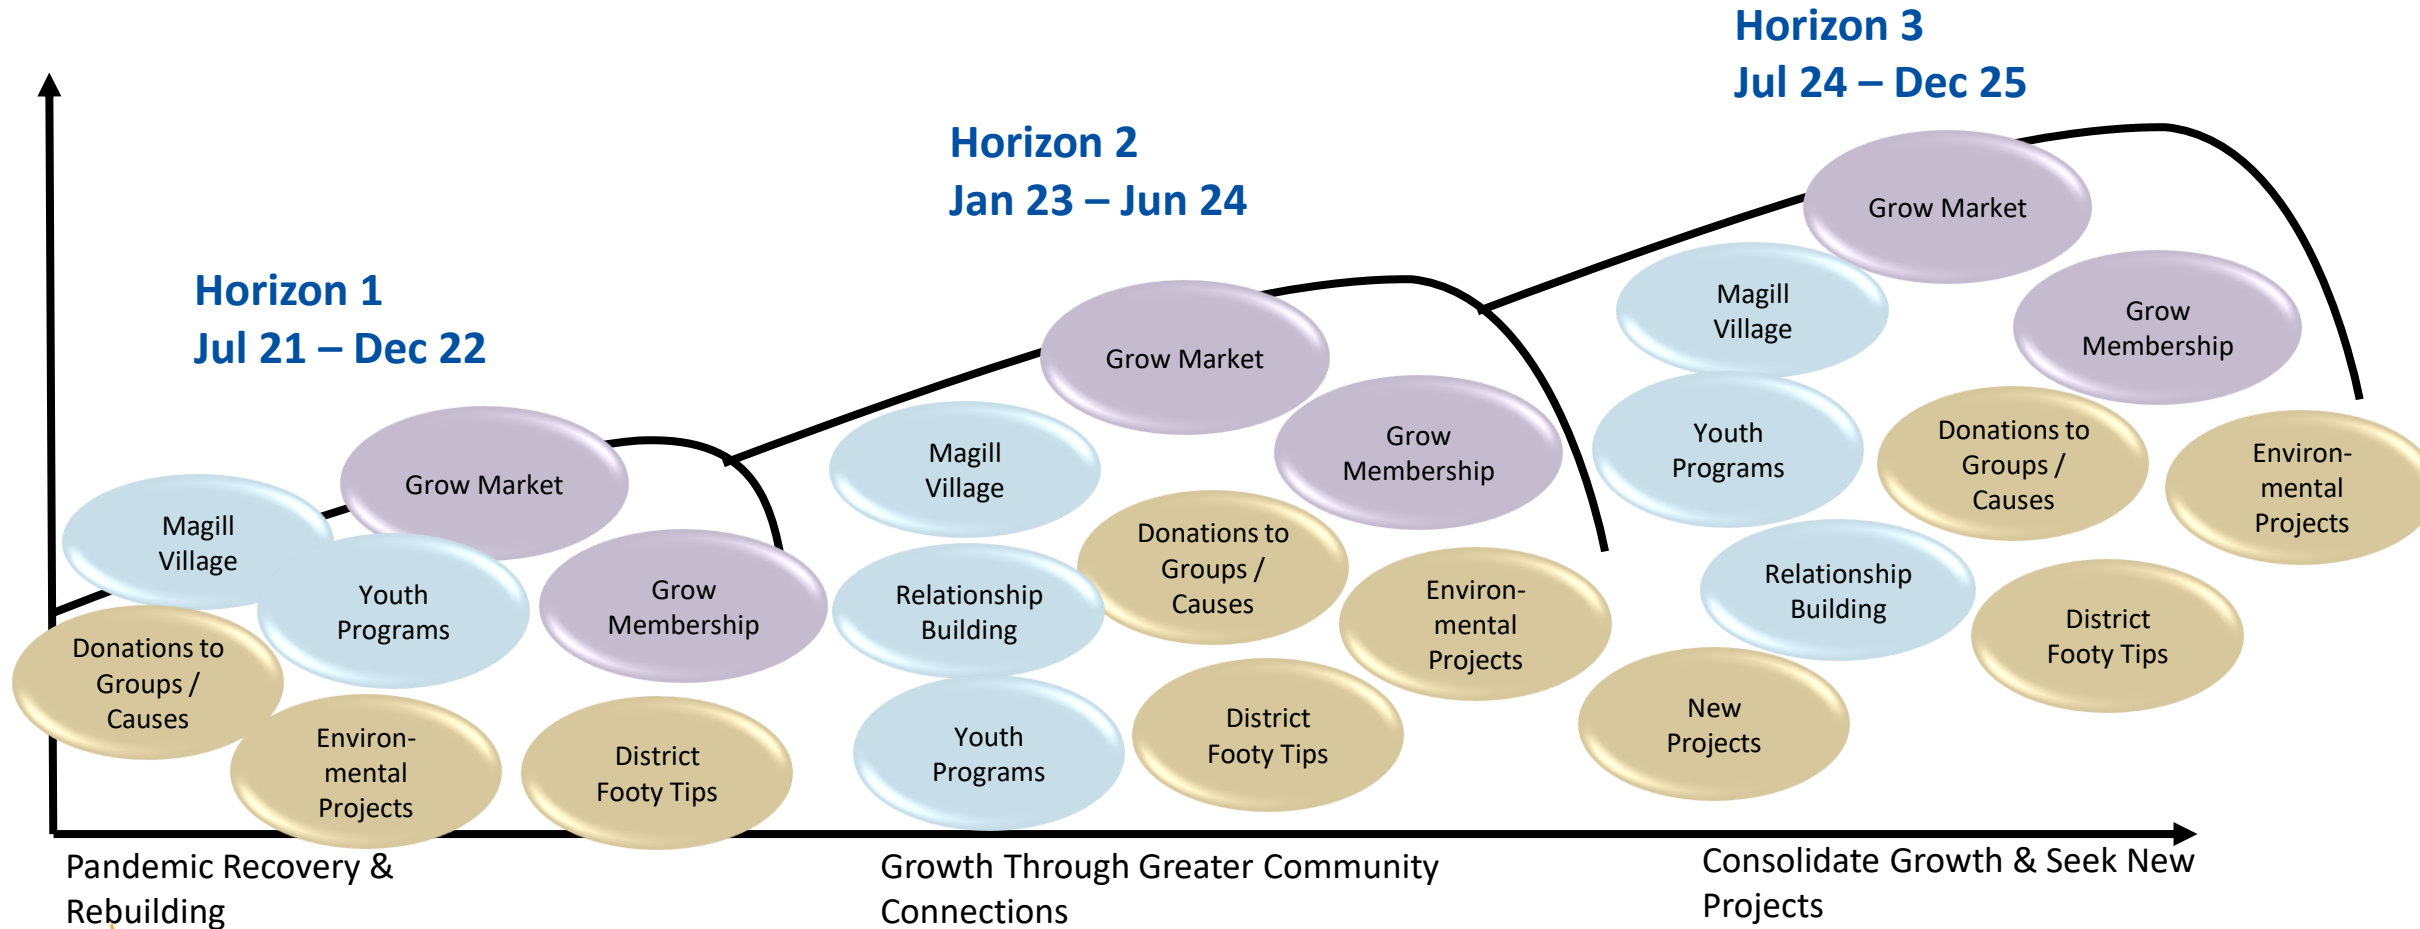 Horizon 1
Jul 21 – Dec 22
Magill
Village
Grow Market
Youth
Programs
Grow
Membership
Donations to
Groups /
Causes
Environ-
mental
Projects
District
Footy Tips
Pandemic Recovery &
Rebuilding
Horizon 2
Jan 23 – Jun 24
Grow Market
Magill
Village
Grow
Membership
Donations to
Groups /
Causes
Relationship
Building
Environ-
mental
Projects
Youth
Programs
District
Footy Tips
Growth Through Greater Community
Connections
Horizon 3
Jul 24 – Dec 25
Grow Market
Magill
Village
Grow
Membership
Youth
Programs
Donations to
Groups /
Causes
Environ-
mental
Projects
Relationship
Building
District
Footy Tips
New
Projects
Consolidate Growth & Seek New
Projects